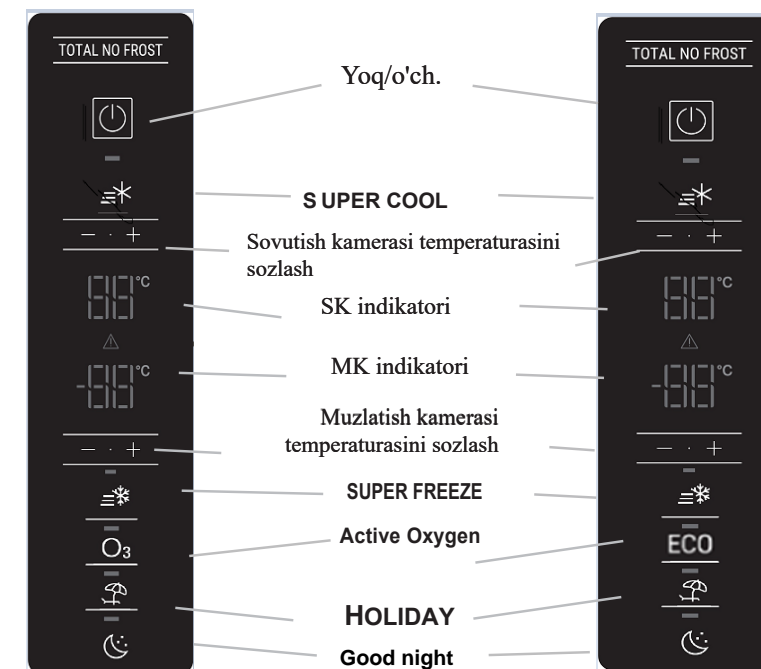 TOTAL NO FROST
TOTAL NO FROST
Yoq/o'ch.
S UPER COOL
− · +
− · +
Sovutish kamerasi temperaturasini
sozlash
°C
°C
SK indikatori
MK indikatori
°C
°C
Muzlatish kamerasi
temperaturasini sozlash
− · +
− · +
SUPER FREEZE
Active Oxygen
O₃
ECO
HOLIDAY
Good night